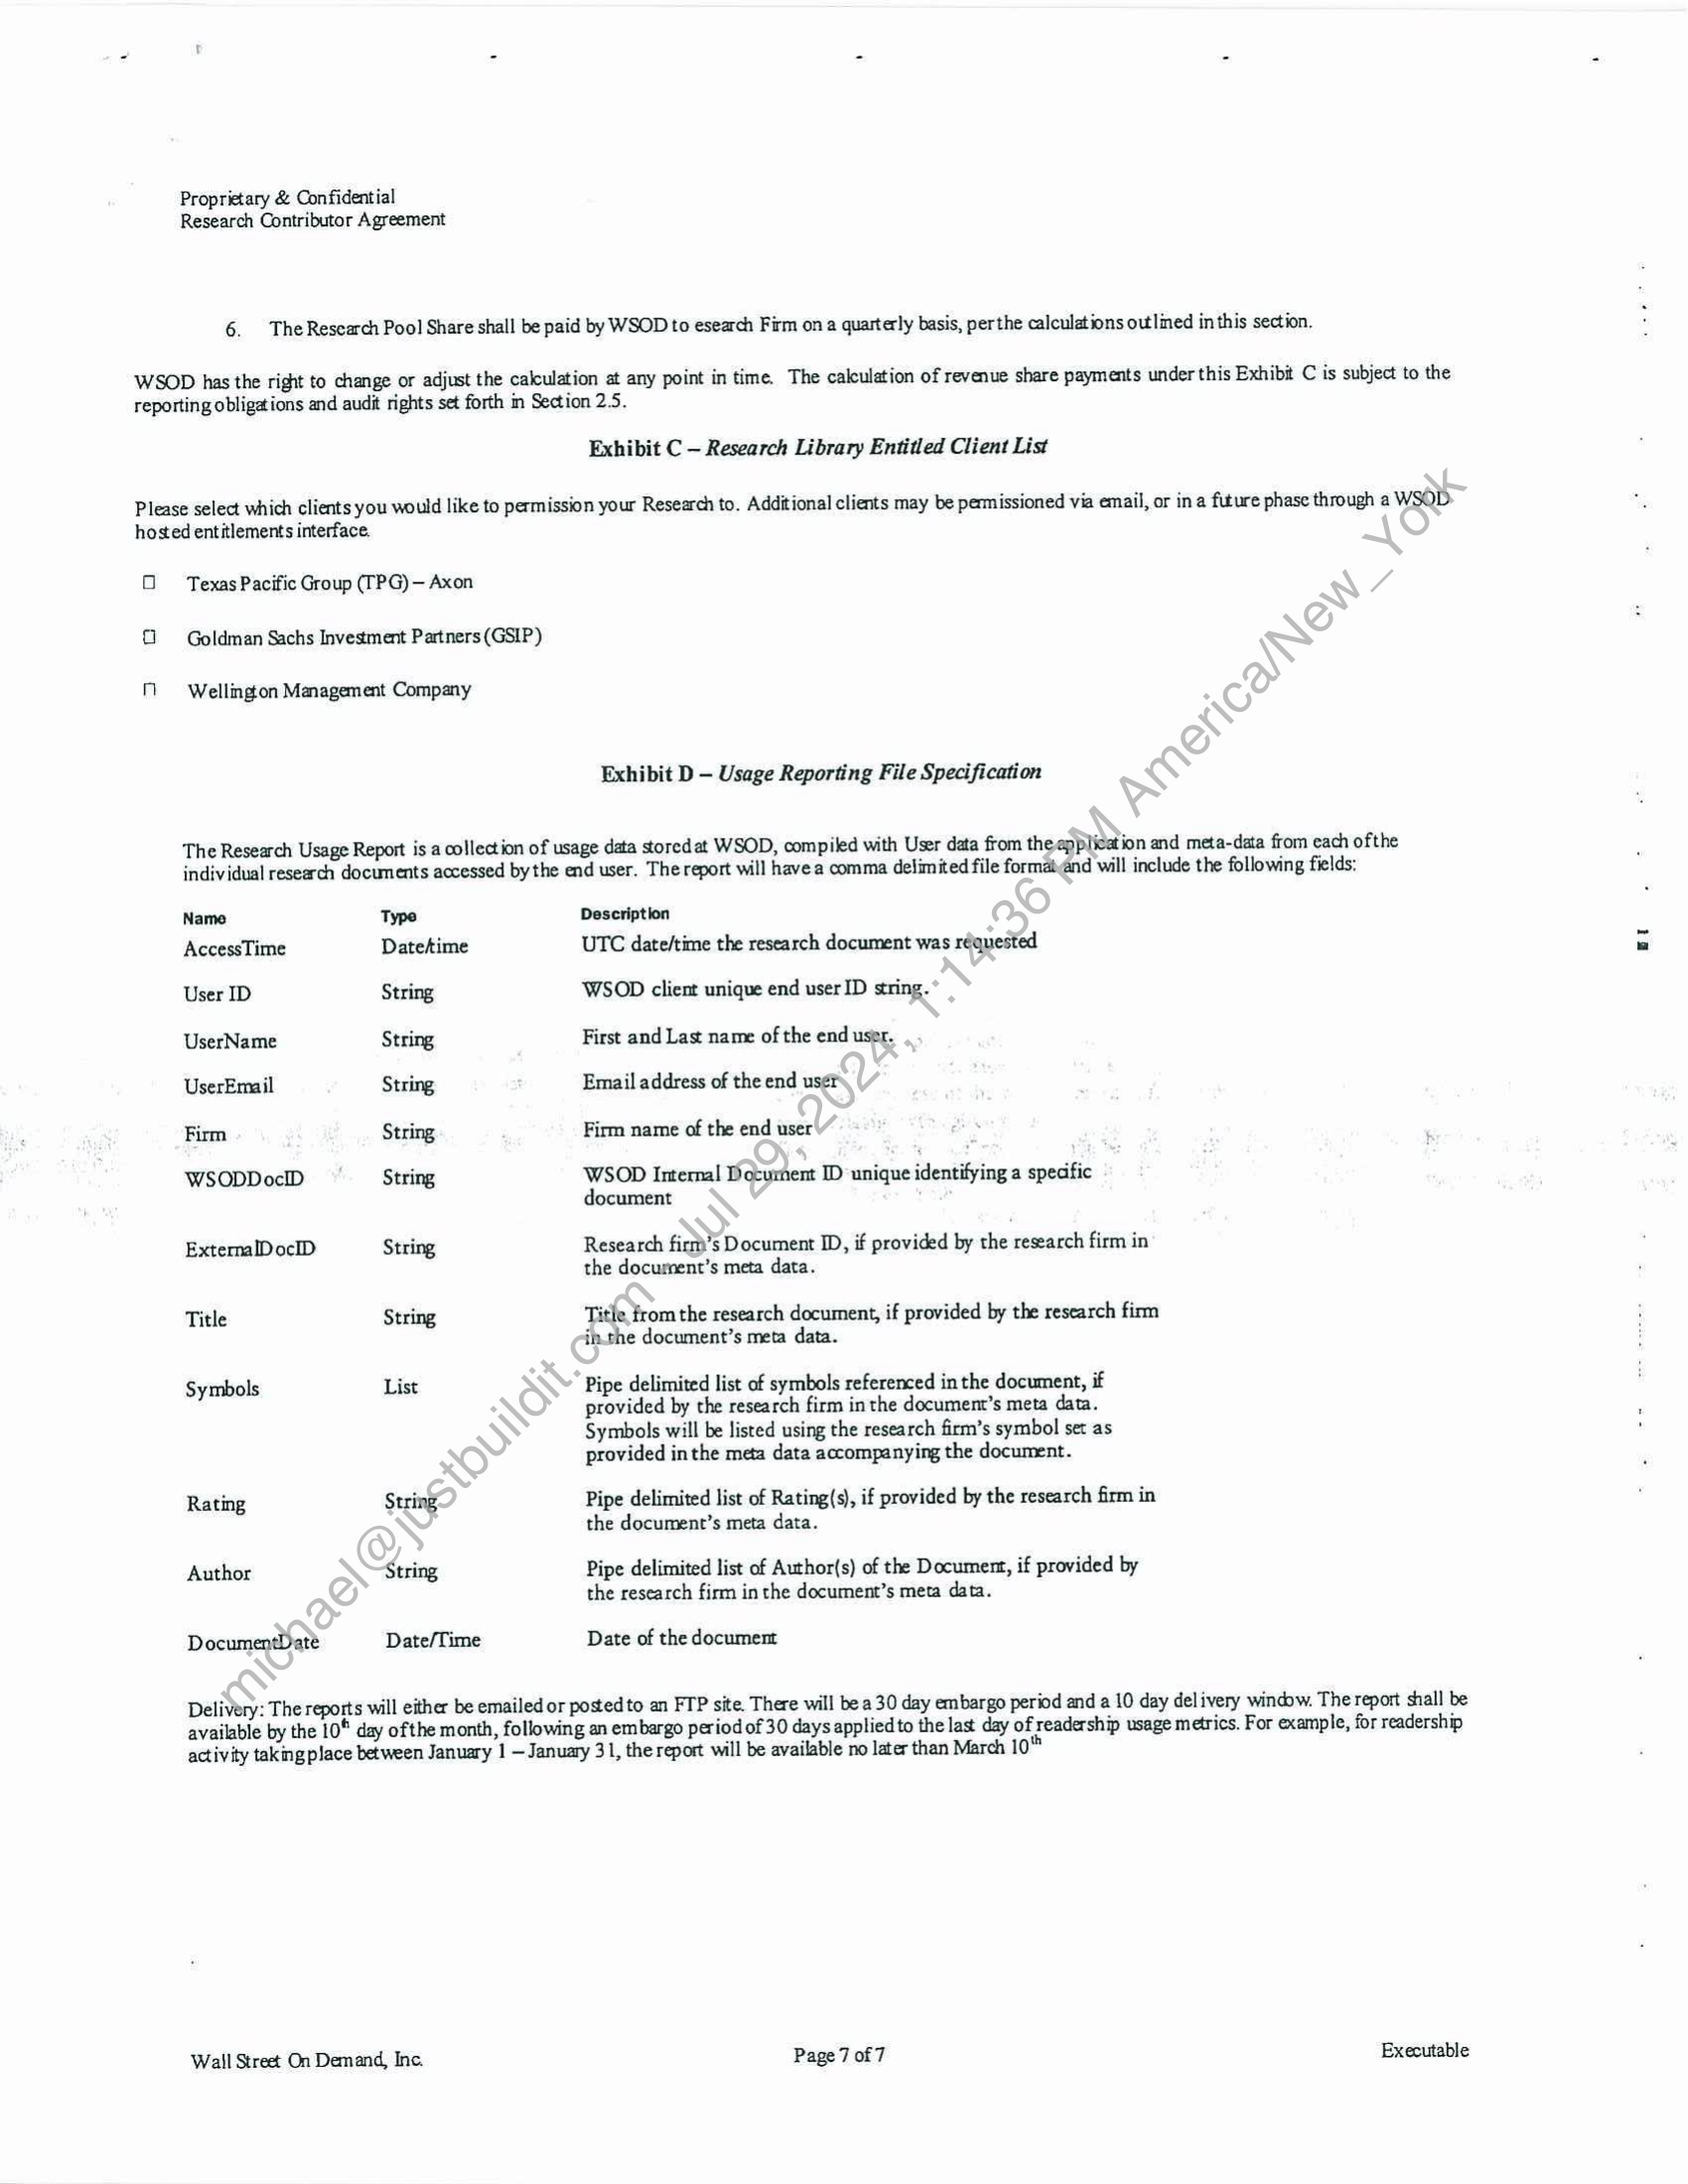 Proprietary & Confidential
Research Contributor Agreement
6. The Research Pool Share shall be paid by WSOD to esearch Firm on a quarterly basis, per the calculations outlined in this section.
WSOD has the right to change or adjust the calculation at any point in time. The calculation of revenue share payments under this Exhibit C is subject to the
reporting obligations and audit rights set forth in Section 2.5.
Exhibit C – Research Library Entitled Client List
Please select which clients you would like to permission your Research to. Additional clients may be permissioned via email, or in a future phase through a WSOD
hosted entitlements interface.
☐ Texas Pacific Group (TPG) – Axon
☐ Goldman Sachs Investment Partners (GSIP)
☐ Wellington Management Company
Exhibit D – Usage Reporting File Specification
The Research Usage Report is a collection of usage data stored at WSOD, compiled with User data from the application and meta-data from each of the
individual research documents accessed by the end user. The report will have a comma delimited file format and will include the following fields:
Name Type Description
AccessTime Date/time UTC date/time the research document was requested
User ID String WSOD client unique end user ID string.
UserName String First and Last name of the end user.
UserEmail String Email address of the end user
Firm String Firm name of the end user
WSODDocID String WSOD Internal Document ID unique identifying a specific
document
ExternalDocID String Research firm's Document ID, if provided by the research firm in
the document's meta data.
Title String Title from the research document, if provided by the research firm
in the document's meta data.
Symbols List Pipe delimited list of symbols referenced in the document, if
provided by the research firm in the document's meta data.
Symbols will be listed using the research firm's symbol set as
provided in the meta data accompanying the document.
Rating String Pipe delimited list of Rating(s), if provided by the research firm in
the document's meta data.
Author String Pipe delimited list of Author(s) of the Document, if provided by
the research firm in the document's meta data.
DocumentDate Date/Time Date of the document
Delivery: The reports will either be emailed or posted to an FTP site. There will be a 30 day embargo period and a 10 day delivery window. The report shall be
available by the 10th day of the month, following an embargo period of 30 days applied to the last day of readership usage metrics. For example, for readership
activity taking place between January 1 – January 31, the report will be available no later than March 10th
Wall Street On Demand, Inc. Page 7 of 7 Executable
michael@justbuildit.com - Jul 29, 2024, 1:14:36 PM America/New_York